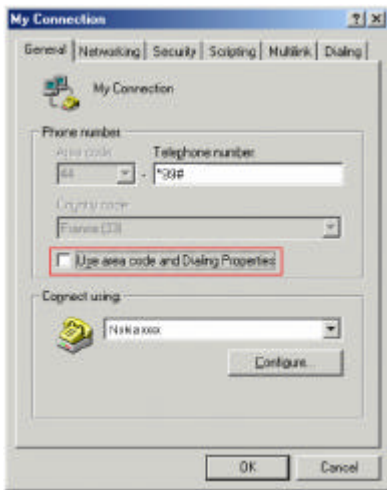 My Connection
General Networking Security Scripting Multilink Dialing
My Connection
Phone number
Area code Telephone number
44 - *99#
Country code
France (33)
Use area code and Dialing Properties
Connect using:
Nokia xxxx
Configure...
OK Cancel